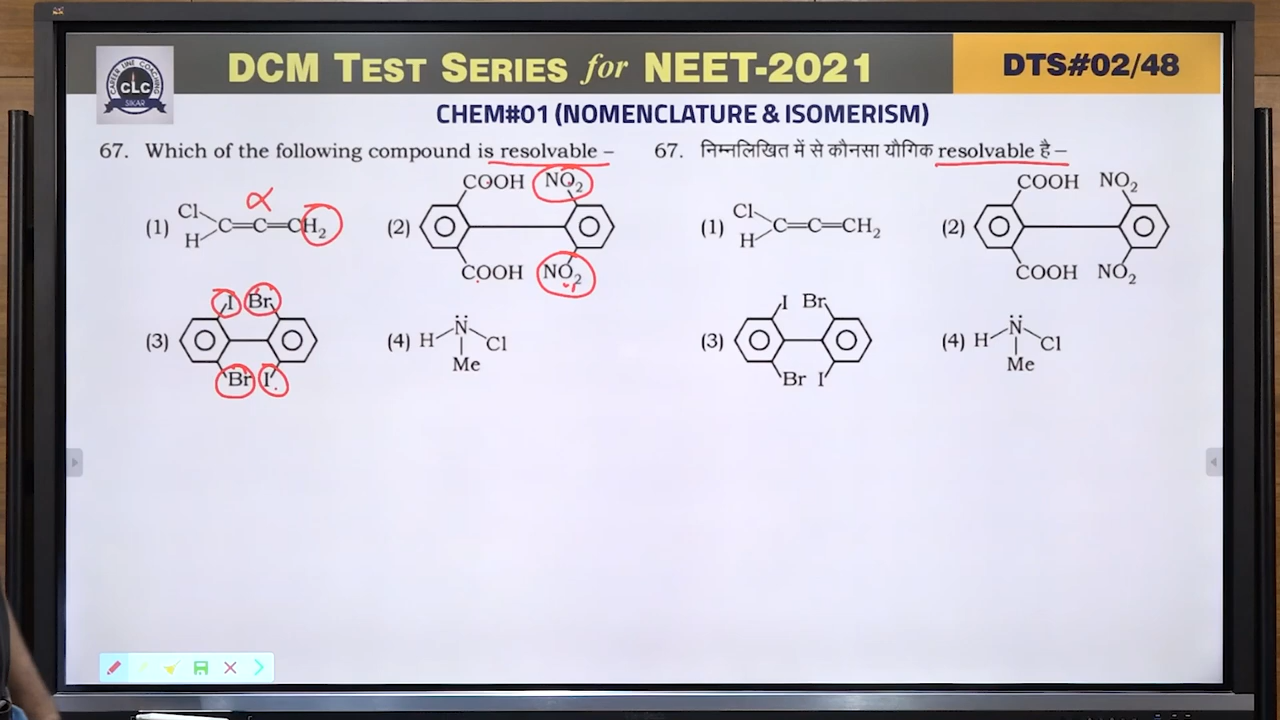 CAREER LINE COACHING
CLC
SIKAR
DCM TEST SERIES for NEET-2021
DTS#02/48
CHEM#01 (NOMENCLATURE & ISOMERISM)
67. Which of the following compound is resolvable –
α
(1) Cl H C=C=CH₂
(2) COOH NO₂ COOH NO₂
(3) I Br Br I
(4) H N Cl Me
67. निम्नलिखित में से कौनसा यौगिक resolvable है –
(1) Cl H C=C=CH₂
(2) COOH NO₂ COOH NO₂
(3) I Br Br I
(4) H N Cl Me